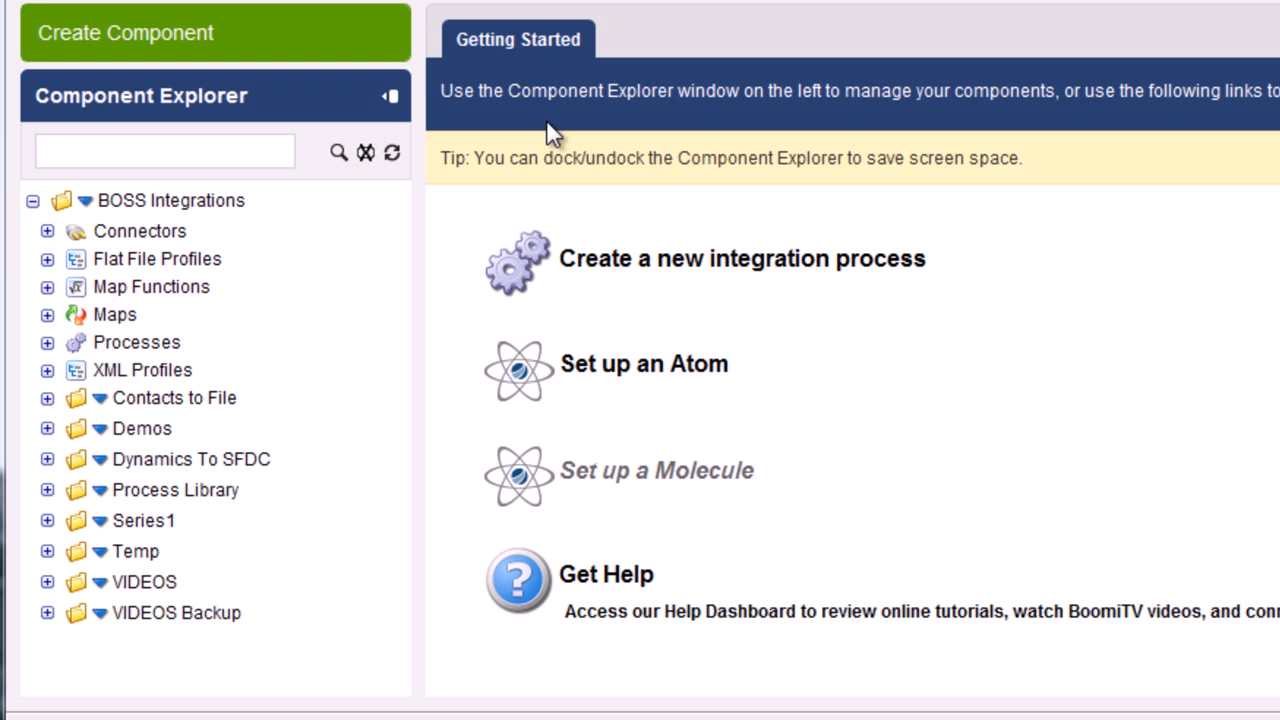 Create Component
Component Explorer
BOSS Integrations
Connectors
Flat File Profiles
Map Functions
Maps
Processes
XML Profiles
Contacts to File
Demos
Dynamics To SFDC
Process Library
Series1
Temp
VIDEOS
VIDEOS Backup
Getting Started
Use the Component Explorer window on the left to manage your components, or use the following links to
Tip: You can dock/undock the Component Explorer to save screen space.
Create a new integration process
Set up an Atom
Set up a Molecule
Get Help
Access our Help Dashboard to review online tutorials, watch BoomiTV videos, and